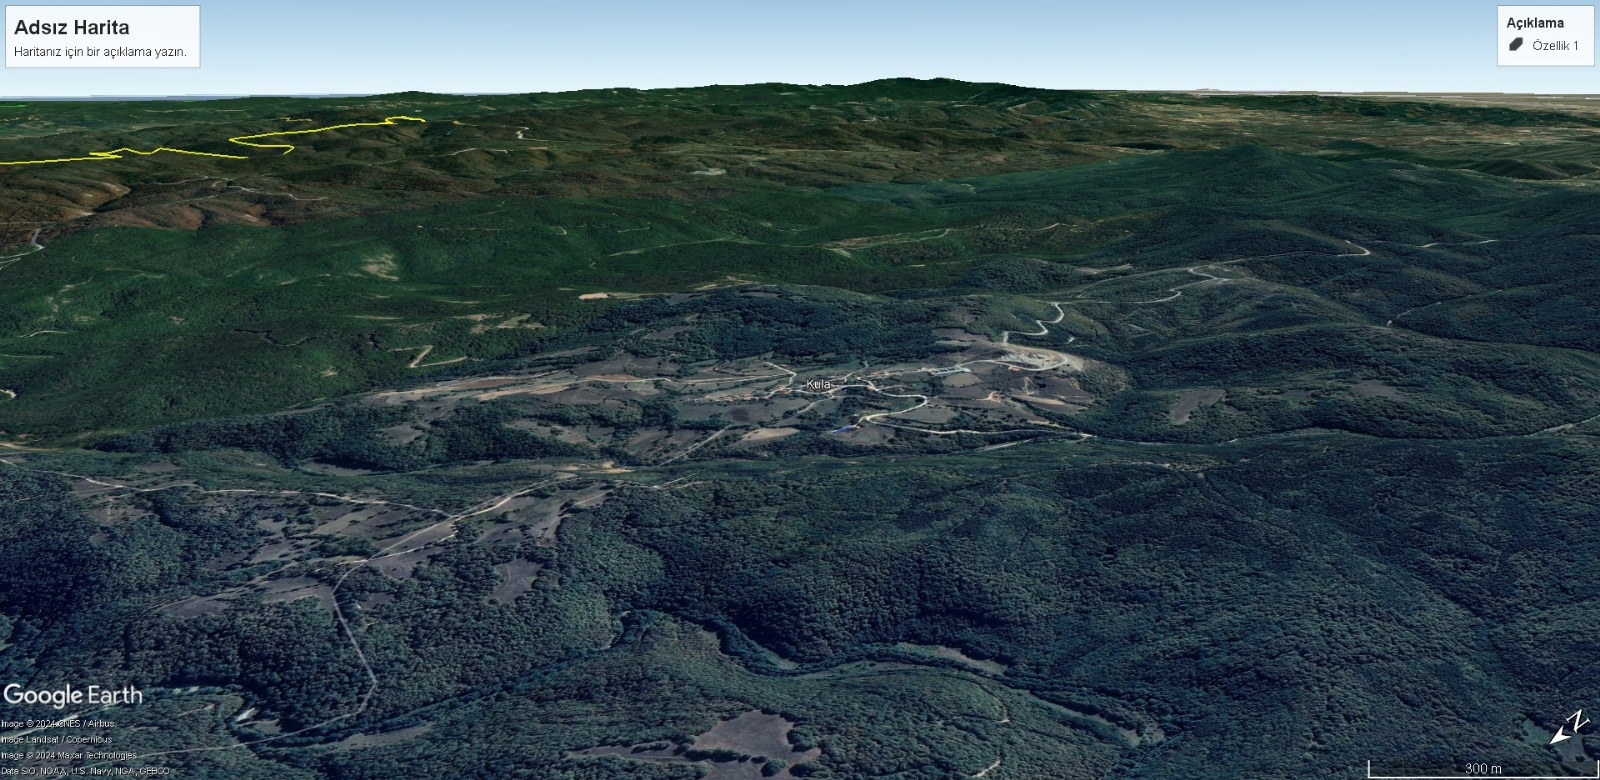 Adsız Harita
Haritanız için bir açıklama yazın.
Açıklama
Özellik 1
Kula
Google Earth
Image © 2024 CNES / Airbus
Image Landsat / Copernicus
Image © 2024 Maxar Technologies
Data SIO, NOAA, U.S. Navy, NGA, GEBCO
N
300 m